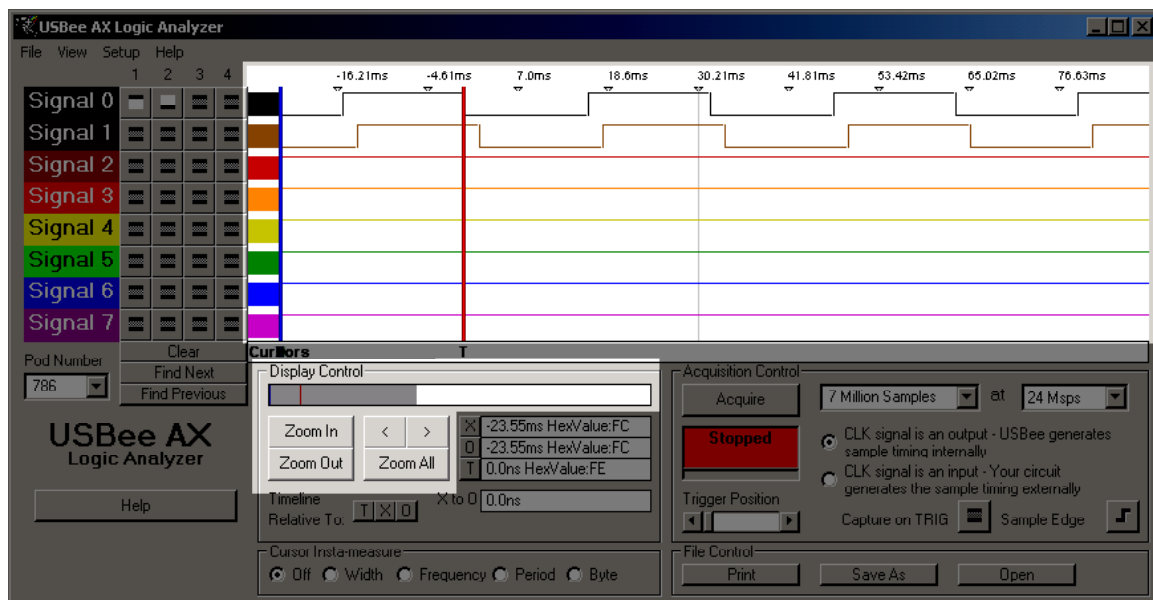 USBee AX Logic Analyzer
File View Setup Help
1 2 3 4
-16.21ms -4.61ms 7.0ms 18.6ms 30.21ms 41.81ms 53.42ms 65.02ms 76.63ms
Signal 0
Signal 1
Signal 2
Signal 3
Signal 4
Signal 5
Signal 6
Signal 7
Pod Number
786
Clear
Find Next
Find Previous
USBee AX
Logic Analyzer
Help
Cursors T
Display Control
Zoom In < >
Zoom Out Zoom All
X -23.55ms HexValue:FC
O -23.55ms HexValue:FC
T 0.0ns HexValue:FE
Timeline
Relative To: T X O
X to O 0.0ns
Cursor Insta-measure
Off Width Frequency Period Byte
Acquisition Control
Acquire 7 Million Samples at 24 Msps
Stopped
CLK signal is an output - USBee generates
sample timing internally
CLK signal is an input - Your circuit
generates the sample timing externally
Trigger Position
Capture on TRIG Sample Edge
File Control
Print Save As Open